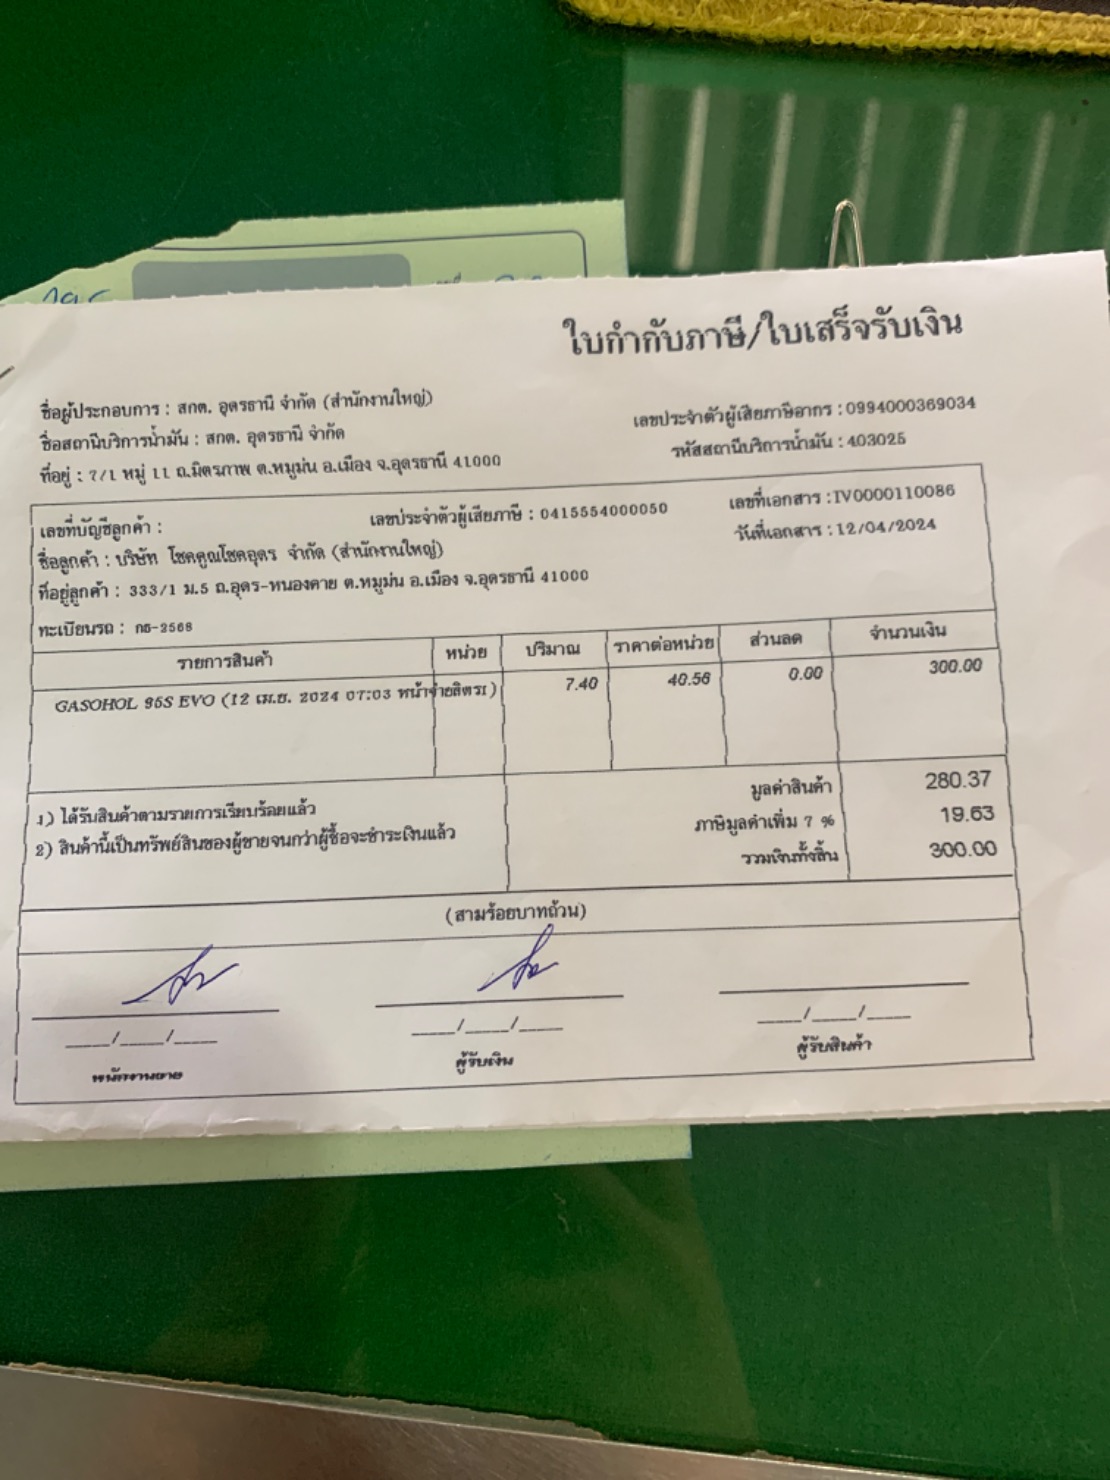 ใบกำกับภาษี/ใบเสร็จรับเงิน
ชื่อผู้ประกอบการ : สกต. อุดรธานี จำกัด (สำนักงานใหญ่)
เลขประจำตัวผู้เสียภาษีอากร : 0994000369034
ชื่อสถานีบริการน้ำมัน : สกต. อุดรธานี จำกัด
รหัสสถานีบริการน้ำมัน : 403025
ที่อยู่ : 7/1 หมู่ 11 ถ.มิตรภาพ ต.หมูม่น อ.เมือง จ.อุดรธานี 41000
เลขที่บัญชีลูกค้า : เลขประจำตัวผู้เสียภาษี : 0415554000050 เลขที่เอกสาร : IV0000110086
ชื่อลูกค้า : บริษัท โชคคูณโชคอุดร จำกัด (สำนักงานใหญ่) วันที่เอกสาร : 12/04/2024
ที่อยู่ลูกค้า : 333/1 ม.5 ถ.อุดร-หนองคาย ต.หมูม่น อ.เมือง จ.อุดรธานี 41000
ทะเบียนรถ : กธ-2568
รายการสินค้า หน่วย ปริมาณ ราคาต่อหน่วย ส่วนลด จำนวนเงิน
GASOHOL 95S EVO (12 เม.ย. 2024 07:03 หน้าจ่ายลิตร1) 7.40 40.56 0.00 300.00
มูลค่าสินค้า 280.37
1) ได้รับสินค้าตามรายการเรียบร้อยแล้ว
ภาษีมูลค่าเพิ่ม 7 % 19.63
2) สินค้านี้เป็นทรัพย์สินของผู้ขายจนกว่าผู้ซื้อจะชำระเงินแล้ว
รวมเงินทั้งสิ้น 300.00
(สามร้อยบาทถ้วน)
____/____/____ ____/____/____ ____/____/____
พนักงานขาย ผู้รับเงิน ผู้รับสินค้า